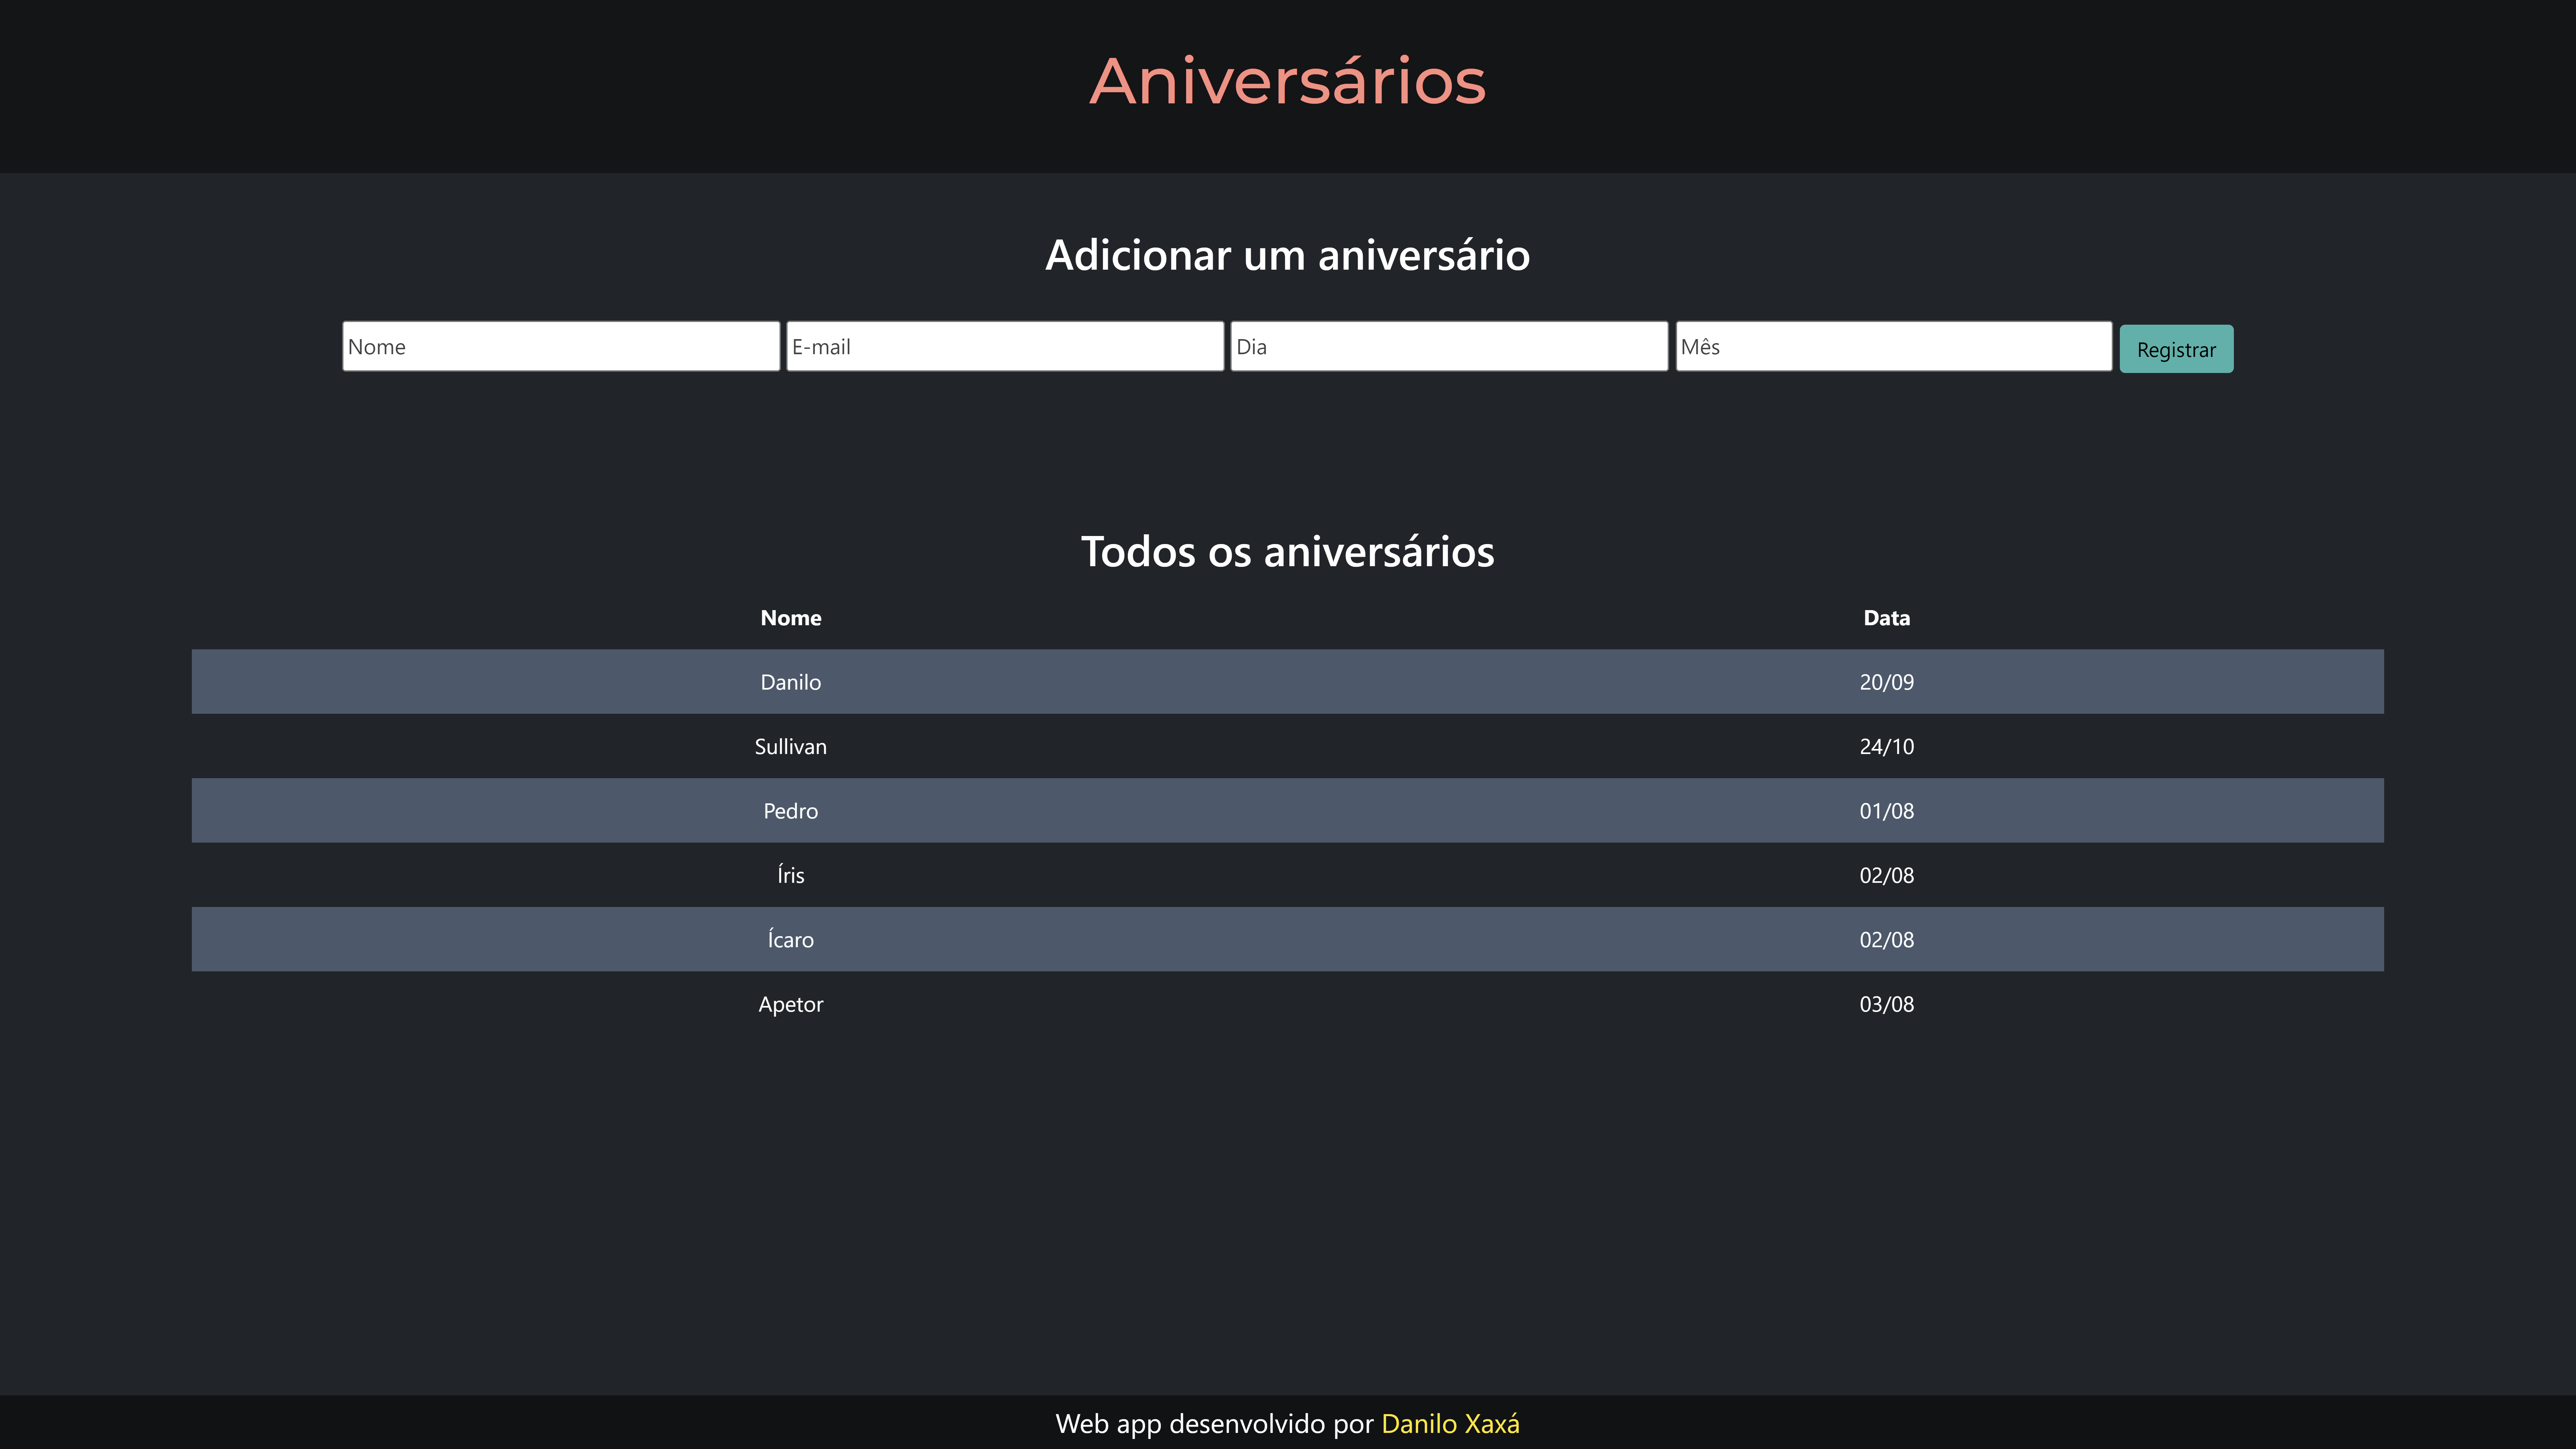 Aniversários
Adicionar um aniversário
Nome E-mail Dia Mês Registrar
Todos os aniversários
Nome Data
Danilo 20/09
Sullivan 24/10
Pedro 01/08
Íris 02/08
Ícaro 02/08
Apetor 03/08
Web app desenvolvido por Danilo Xaxá